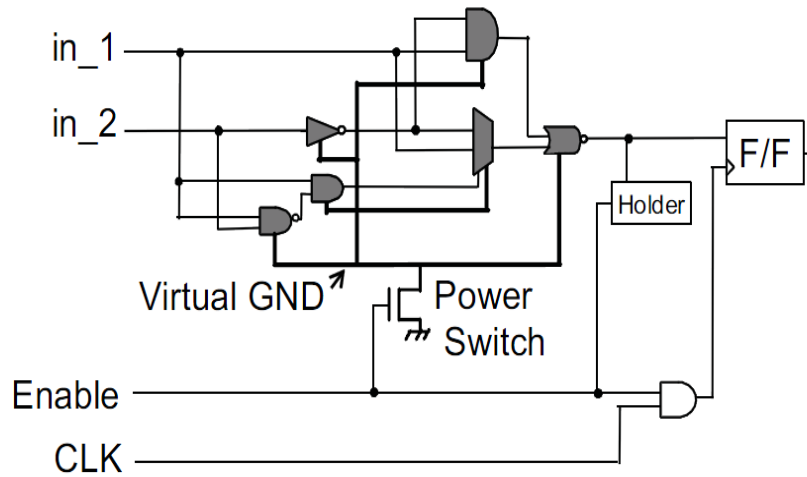 in_1
in_2
F/F
Holder
Virtual GND
Power
Switch
Enable
CLK